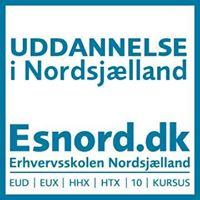 UDDANNELSE
i Nordsjælland
Esnord.dk
Erhvervsskolen Nordsjælland
EUD | EUX | HHX | HTX | 10 | KURSUS